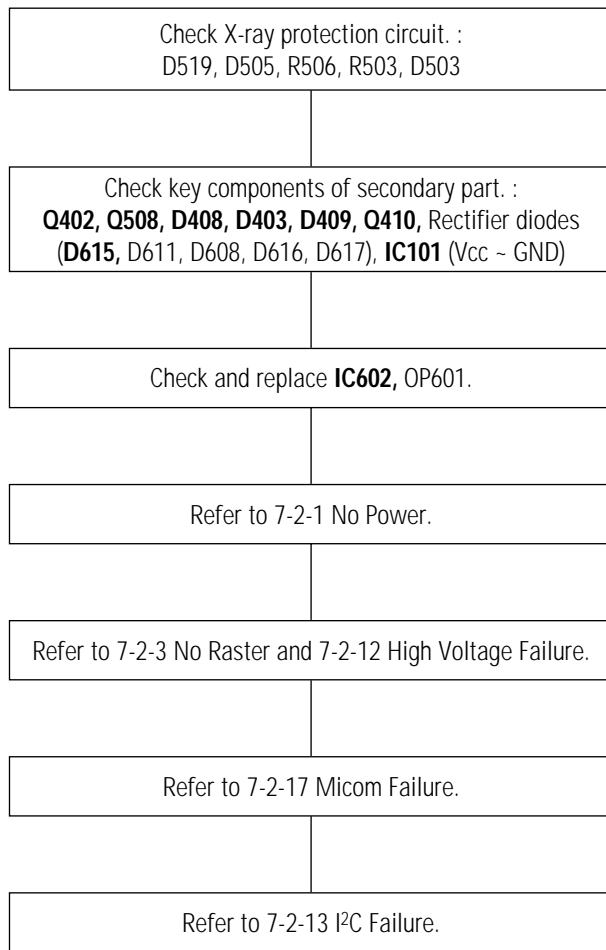 Check X-ray protection circuit. :
D519, D505, R506, R503, D503
Check key components of secondary part. :
Q402, Q508, D408, D403, D409, Q410, Rectifier diodes
(D615, D611, D608, D616, D617), IC101 (Vcc ~ GND)
Check and replace IC602, OP601.
Refer to 7-2-1 No Power.
Refer to 7-2-3 No Raster and 7-2-12 High Voltage Failure.
Refer to 7-2-17 Micom Failure.
Refer to 7-2-13 I²C Failure.